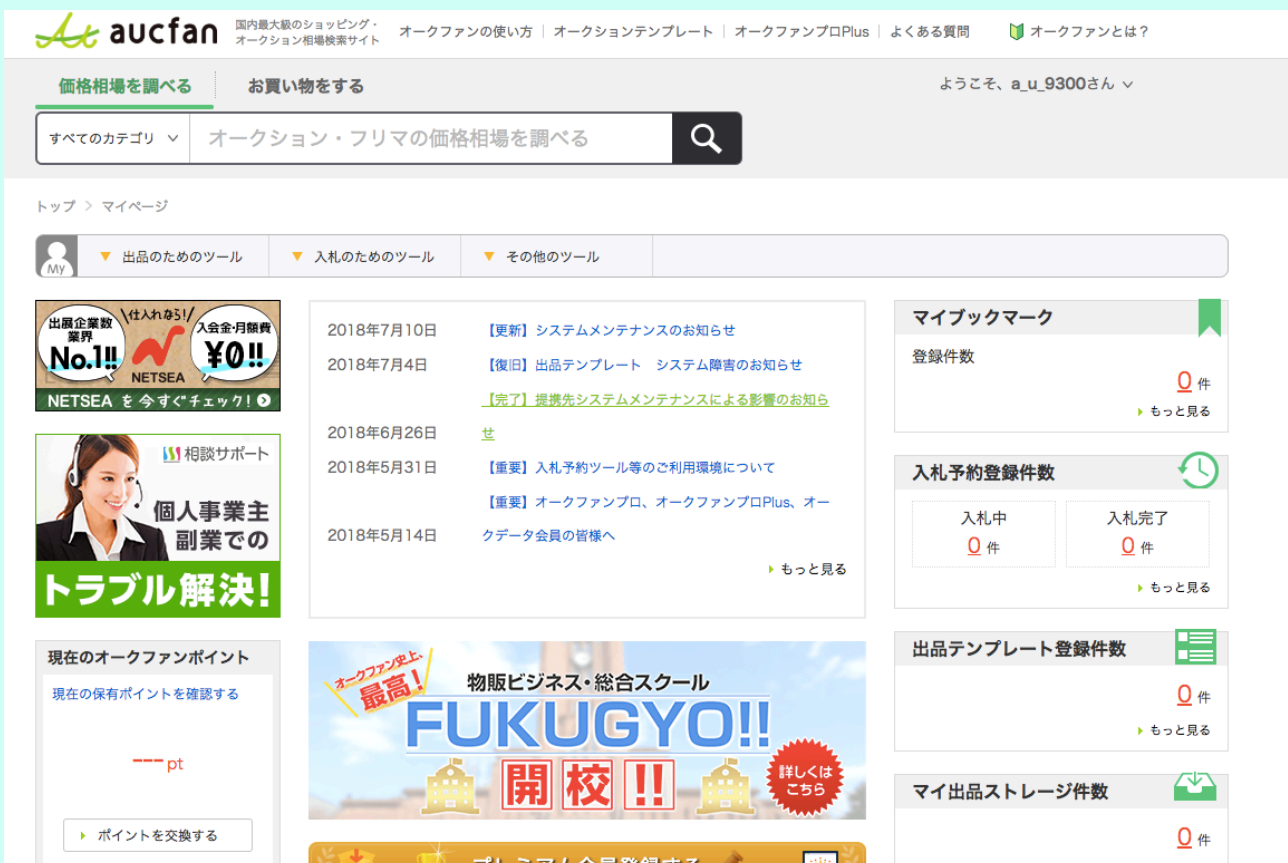 aucfan
国内最大級のショッピング・
オークション相場検索サイト
オークファンの使い方
オークションテンプレート
オークファンプロPlus
よくある質問
オークファンとは？
価格相場を調べる
お買い物をする
ようこそ、a_u_9300さん
すべてのカテゴリ
オークション・フリマの価格相場を調べる
トップ > マイページ
My
出品のためのツール
入札のためのツール
その他のツール
出展企業数
業界
No.1!!
仕入れなら!
NETSEA
入会金・月額費
¥0!!
NETSEA を今すぐチェック!
相談サポート
個人事業主
副業での
トラブル解決!
現在のオークファンポイント
現在の保有ポイントを確認する
--- pt
ポイントを交換する
2018年7月10日 【更新】システムメンテナンスのお知らせ
2018年7月4日 【復旧】出品テンプレート　システム障害のお知らせ
【完了】提携先システムメンテナンスによる影響のお知ら
2018年6月26日 せ
2018年5月31日 【重要】入札予約ツール等のご利用環境について
【重要】オークファンプロ、オークファンプロPlus、オー
2018年5月14日 クデータ会員の皆様へ
もっと見る
オークファン史上、
最高!
物販ビジネス・総合スクール
FUKUGYO!!
開校!!
詳しくは
こちら
プレミアム会員登録する
マイブックマーク
登録件数
0 件
もっと見る
入札予約登録件数
入札中
0 件
入札完了
0 件
もっと見る
出品テンプレート登録件数
0 件
もっと見る
マイ出品ストレージ件数
0 件